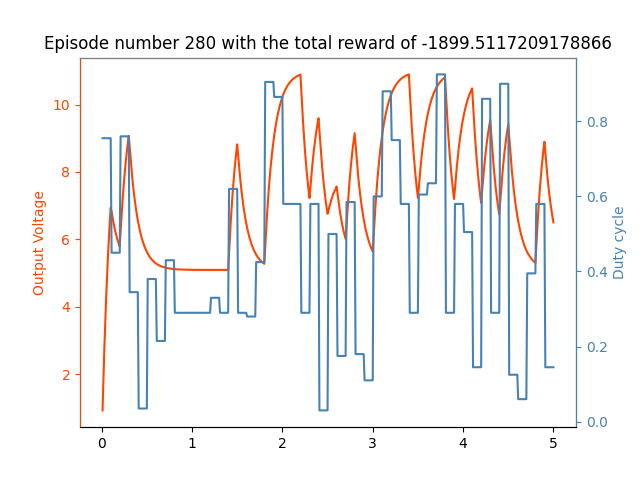 Episode number 280 with the total reward of -1899.5117209178866
10
8
6
4
2
Output Voltage
0.8
0.6
0.4
0.2
0.0
Duty cycle
0 1 2 3 4 5